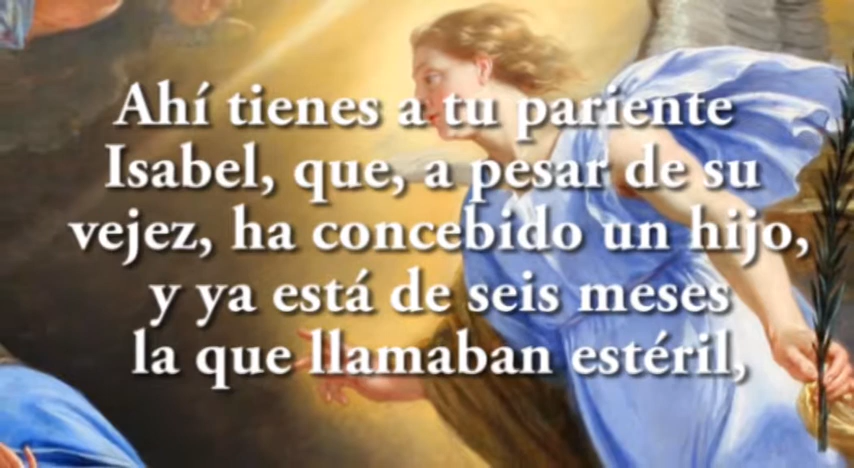 Ahí tienes a tu pariente
Isabel, que, a pesar de su
vejez, ha concebido un hijo,
y ya está de seis meses
la que llamaban estéril,